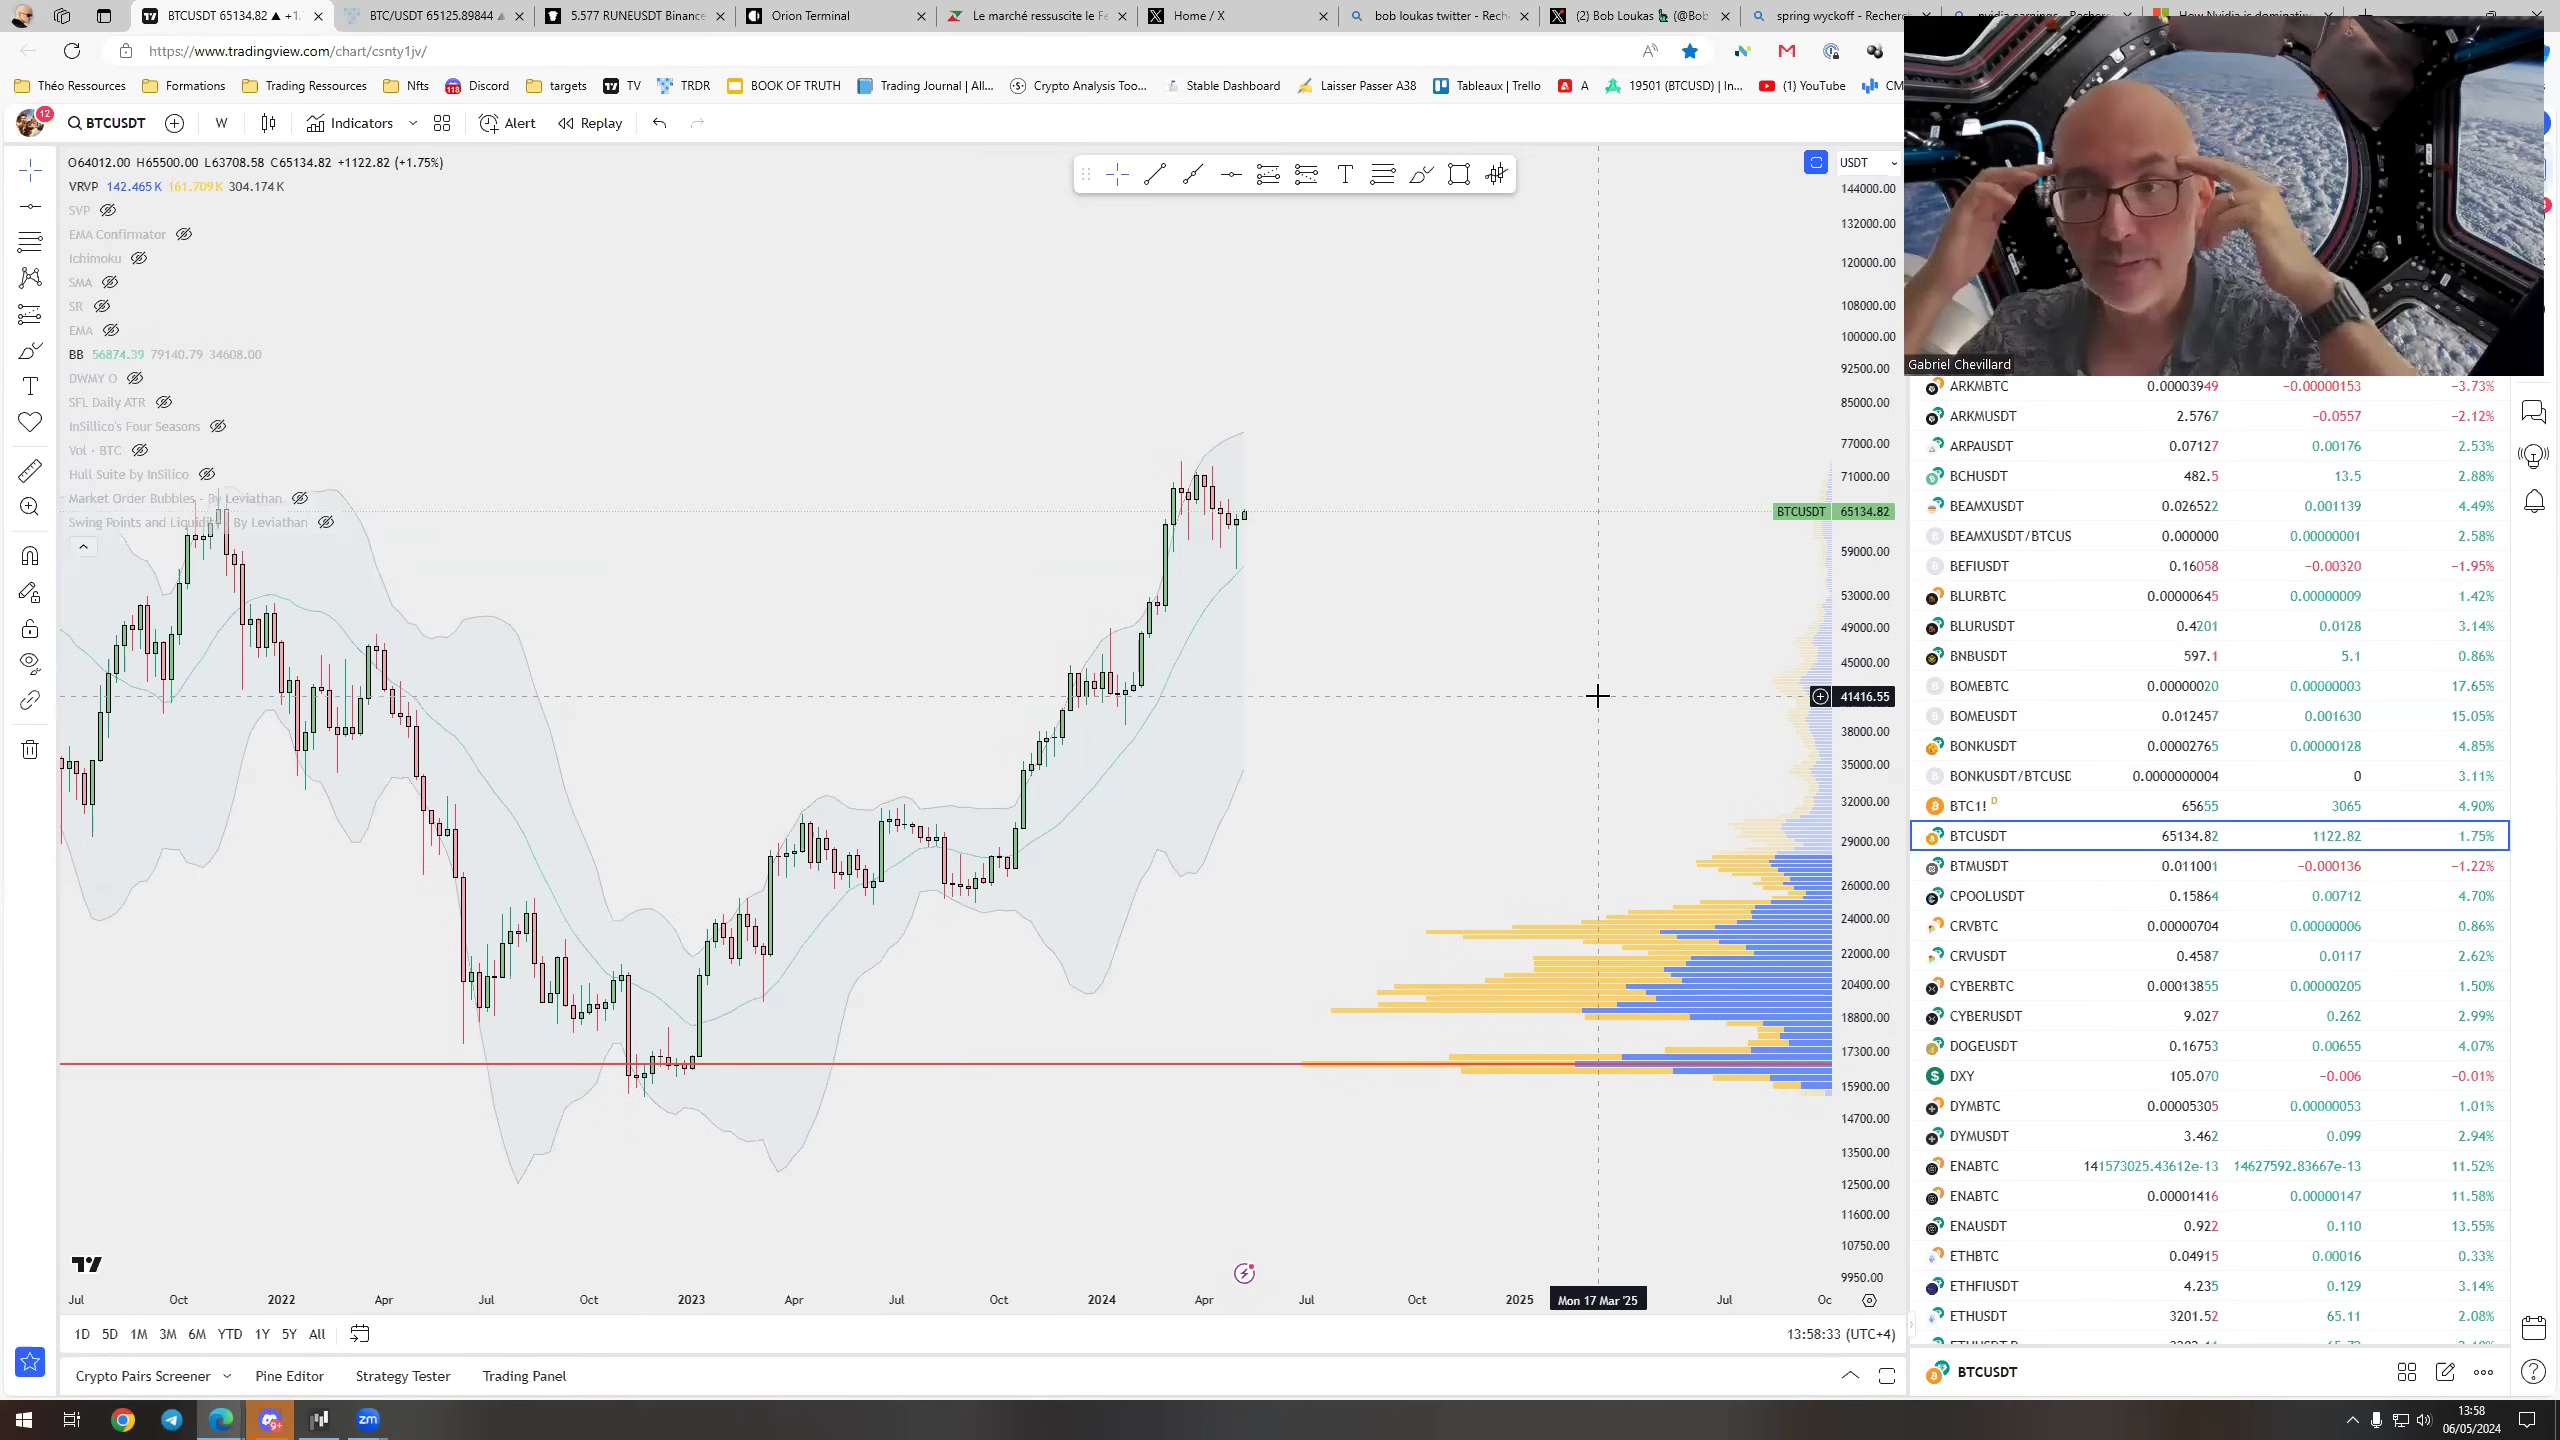 BTCUSDT 65134.82 ▲ +1.
BTC/USDT 65125.89844
5.577 RUNEUSDT Binance
Orion Terminal
Le marché ressuscite le Fe
Home / X
bob loukas twitter - Rech
(2) Bob Loukas (@Bob
spring wyckoff - Recherc
nvidia earnings - Recherc
How Nvidia is dominatin
https://www.tradingview.com/chart/csnty1jv/
Théo Ressources
Formations
Trading Ressources
Nfts
Discord
targets
TV
TRDR
BOOK OF TRUTH
Trading Journal | All...
Crypto Analysis Too...
Stable Dashboard
Laisser Passer A38
Tableaux | Trello
A
19501 (BTCUSD) | In...
(1) YouTube
CM
12
BTCUSDT
W
Indicators
Alert
Replay
O64012.00 H65500.00 L63708.58 C65134.82 +1122.82 (+1.75%)
VRVP 142.465 K 161.709 K 304.174 K
SVP
EMA Confirmator
Ichimoku
SMA
SR
EMA
BB 56874.39 79140.79 34608.00
DWMY O
SFL Daily ATR
InSillico's Four Seasons
Vol · BTC
Hull Suite by InSilico
Market Order Bubbles - By Leviathan
Swing Points and Liquidity By Leviathan
USDT
144000.00
132000.00
120000.00
108000.00
100000.00
92500.00
85000.00
77000.00
71000.00
BTCUSDT 65134.82
59000.00
53000.00
49000.00
45000.00
41416.55
38000.00
35000.00
32000.00
29000.00
26000.00
24000.00
22000.00
20400.00
18800.00
17300.00
15900.00
14700.00
13500.00
12500.00
11600.00
10750.00
9950.00
Jul Oct 2022 Apr Jul Oct 2023 Apr Jul Oct 2024 Apr Jul Oct 2025 Mon 17 Mar '25 Jul Oc
1D 5D 1M 3M 6M YTD 1Y 5Y All
13:58:33 (UTC+4)
Crypto Pairs Screener
Pine Editor
Strategy Tester
Trading Panel
Gabriel Chevillard
ARKMBTC 0.00003949 −0.00000153 −3.73%
ARKMUSDT 2.5767 −0.0557 −2.12%
ARPAUSDT 0.07127 0.00176 2.53%
BCHUSDT 482.5 13.5 2.88%
BEAMXUSDT 0.026522 0.001139 4.49%
BEAMXUSDT/BTCUS 0.000000 0.00000001 2.58%
BEFIUSDT 0.16058 −0.00320 −1.95%
BLURBTC 0.00000645 0.00000009 1.42%
BLURUSDT 0.4201 0.0128 3.14%
BNBUSDT 597.1 5.1 0.86%
BOMEBTC 0.00000020 0.00000003 17.65%
BOMEUSDT 0.012457 0.001630 15.05%
BONKUSDT 0.00002765 0.00000128 4.85%
BONKUSDT/BTCUSD 0.0000000004 0 3.11%
BTC1! D 65655 3065 4.90%
BTCUSDT 65134.82 1122.82 1.75%
BTMUSDT 0.011001 −0.000136 −1.22%
CPOOLUSDT 0.15864 0.00712 4.70%
CRVBTC 0.00000704 0.00000006 0.86%
CRVUSDT 0.4587 0.0117 2.62%
CYBERBTC 0.00013855 0.00000205 1.50%
CYBERUSDT 9.027 0.262 2.99%
DOGEUSDT 0.16753 0.00655 4.07%
DXY 105.070 −0.006 −0.01%
DYMBTC 0.00005305 0.00000053 1.01%
DYMUSDT 3.462 0.099 2.94%
ENABTC 141573025.43612e-13 14627592.83667e-13 11.52%
ENABTC 0.00001416 0.00000147 11.58%
ENAUSDT 0.922 0.110 13.55%
ETHBTC 0.04915 0.00016 0.33%
ETHFIUSDT 4.235 0.129 3.14%
ETHUSDT 3201.52 65.11 2.08%
BTCUSDT
9+
zm
13:58
06/05/2024